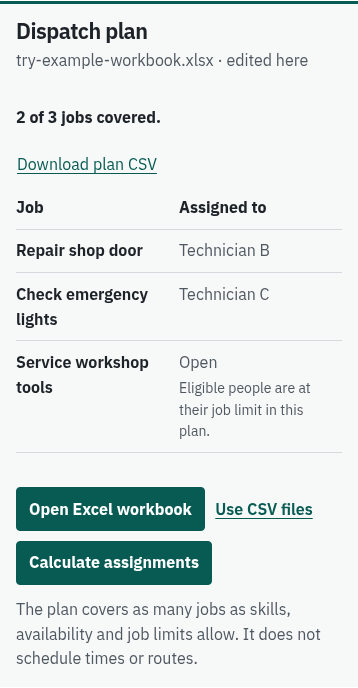 Dispatch plan
try-example-workbook.xlsx · edited here
2 of 3 jobs covered.
Download plan CSV
Job Assigned to
Repair shop door Technician B
Check emergency lights Technician C
Service workshop tools Open
Eligible people are at
their job limit in this
plan.
Open Excel workbook Use CSV files
Calculate assignments
The plan covers as many jobs as skills,
availability and job limits allow. It does not
schedule times or routes.